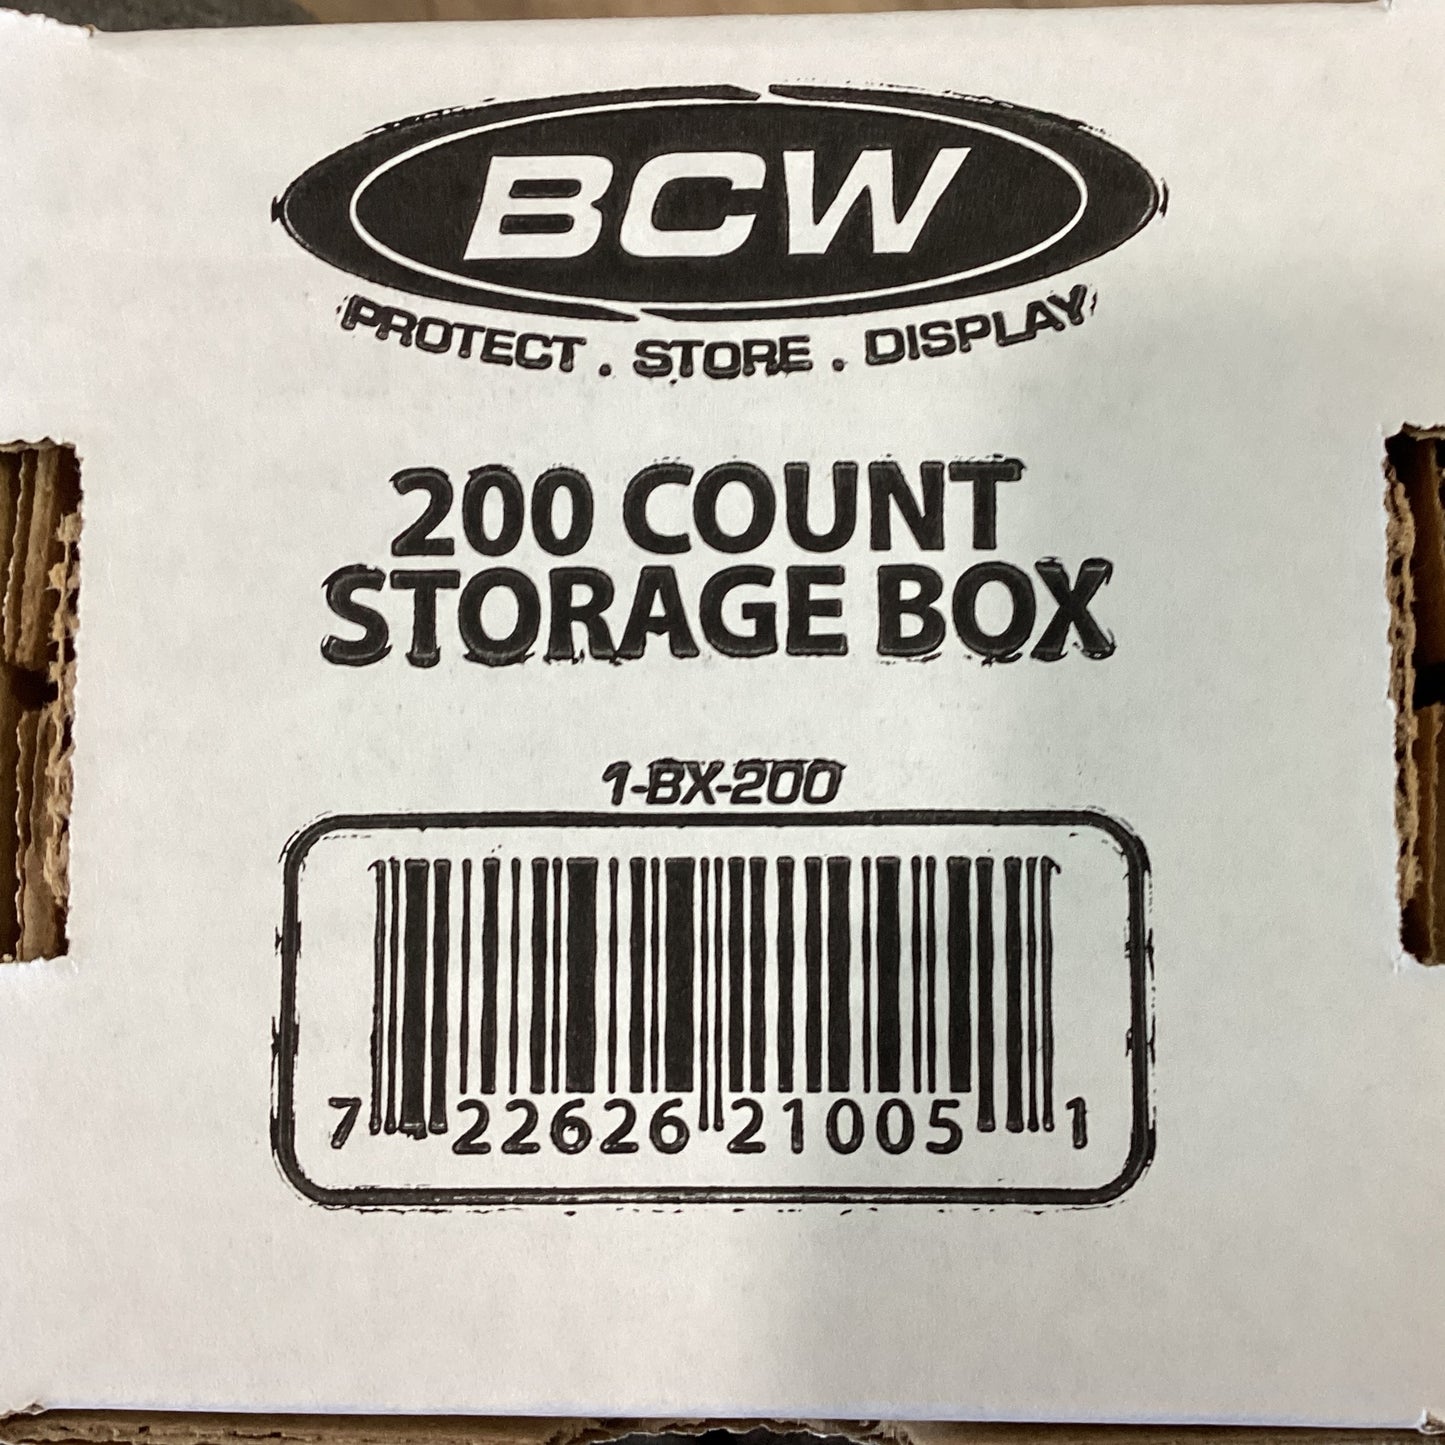 BCW
PROTECT . STORE . DISPLAY
200 COUNT
STORAGE BOX
1-BX-200
7 22626 21005 1